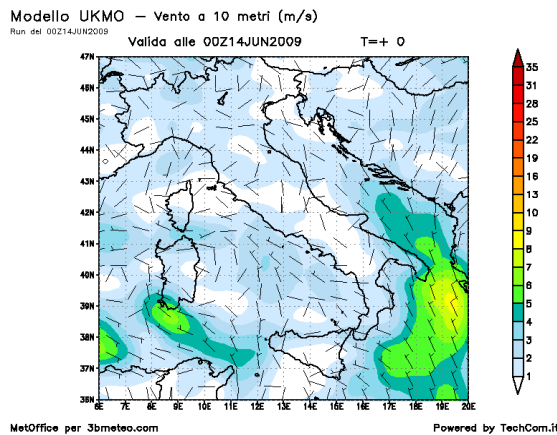 Modello UKMO – Vento a 10 metri (m/s)
Run del 00Z14JUN2009
Valida alle 00Z14JUN2009 T=+ 0
47N
46N
45N
44N
43N
42N
41N
40N
39N
38N
37N
36N
6E 7E 8E 9E 10E 11E 12E 13E 14E 15E 16E 17E 18E 19E 20E
35
31
28
25
22
19
16
13
10
9
8
7
6
5
4
3
2
1
MetOffice per 3bmeteo.com
Powered by TechCom.it